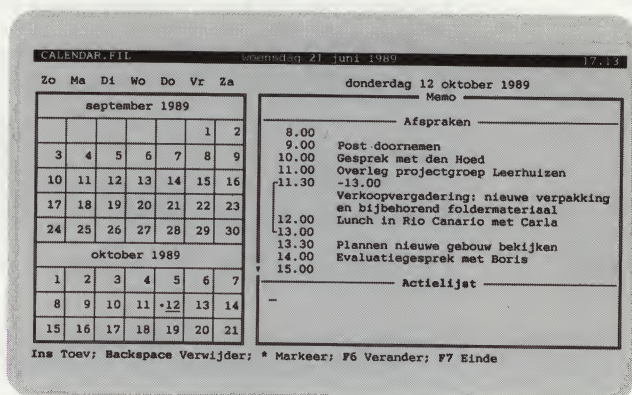 CALENDAR.FIL woensdag 21 juni 1989 17.13
Zo Ma Di Wo Do Vr Za
september 1989
1 2
3 4 5 6 7 8 9
10 11 12 13 14 15 16
17 18 19 20 21 22 23
24 25 26 27 28 29 30
oktober 1989
1 2 3 4 5 6 7
8 9 10 11 •12 13 14
15 16 17 18 19 20 21
donderdag 12 oktober 1989
Memo
Afspraken
8.00
9.00 Post doornemen
10.00 Gesprek met den Hoed
11.00 Overleg projectgroep Leerhuizen
11.30 -13.00
Verkoopvergadering: nieuwe verpakking
en bijbehorend foldermateriaal
12.00 Lunch in Rio Canario met Carla
13.00
13.30 Plannen nieuwe gebouw bekijken
14.00 Evaluatiegesprek met Boris
15.00
Actielijst
Ins Toev; Backspace Verwijder; * Markeer; F6 Verander; F7 Einde